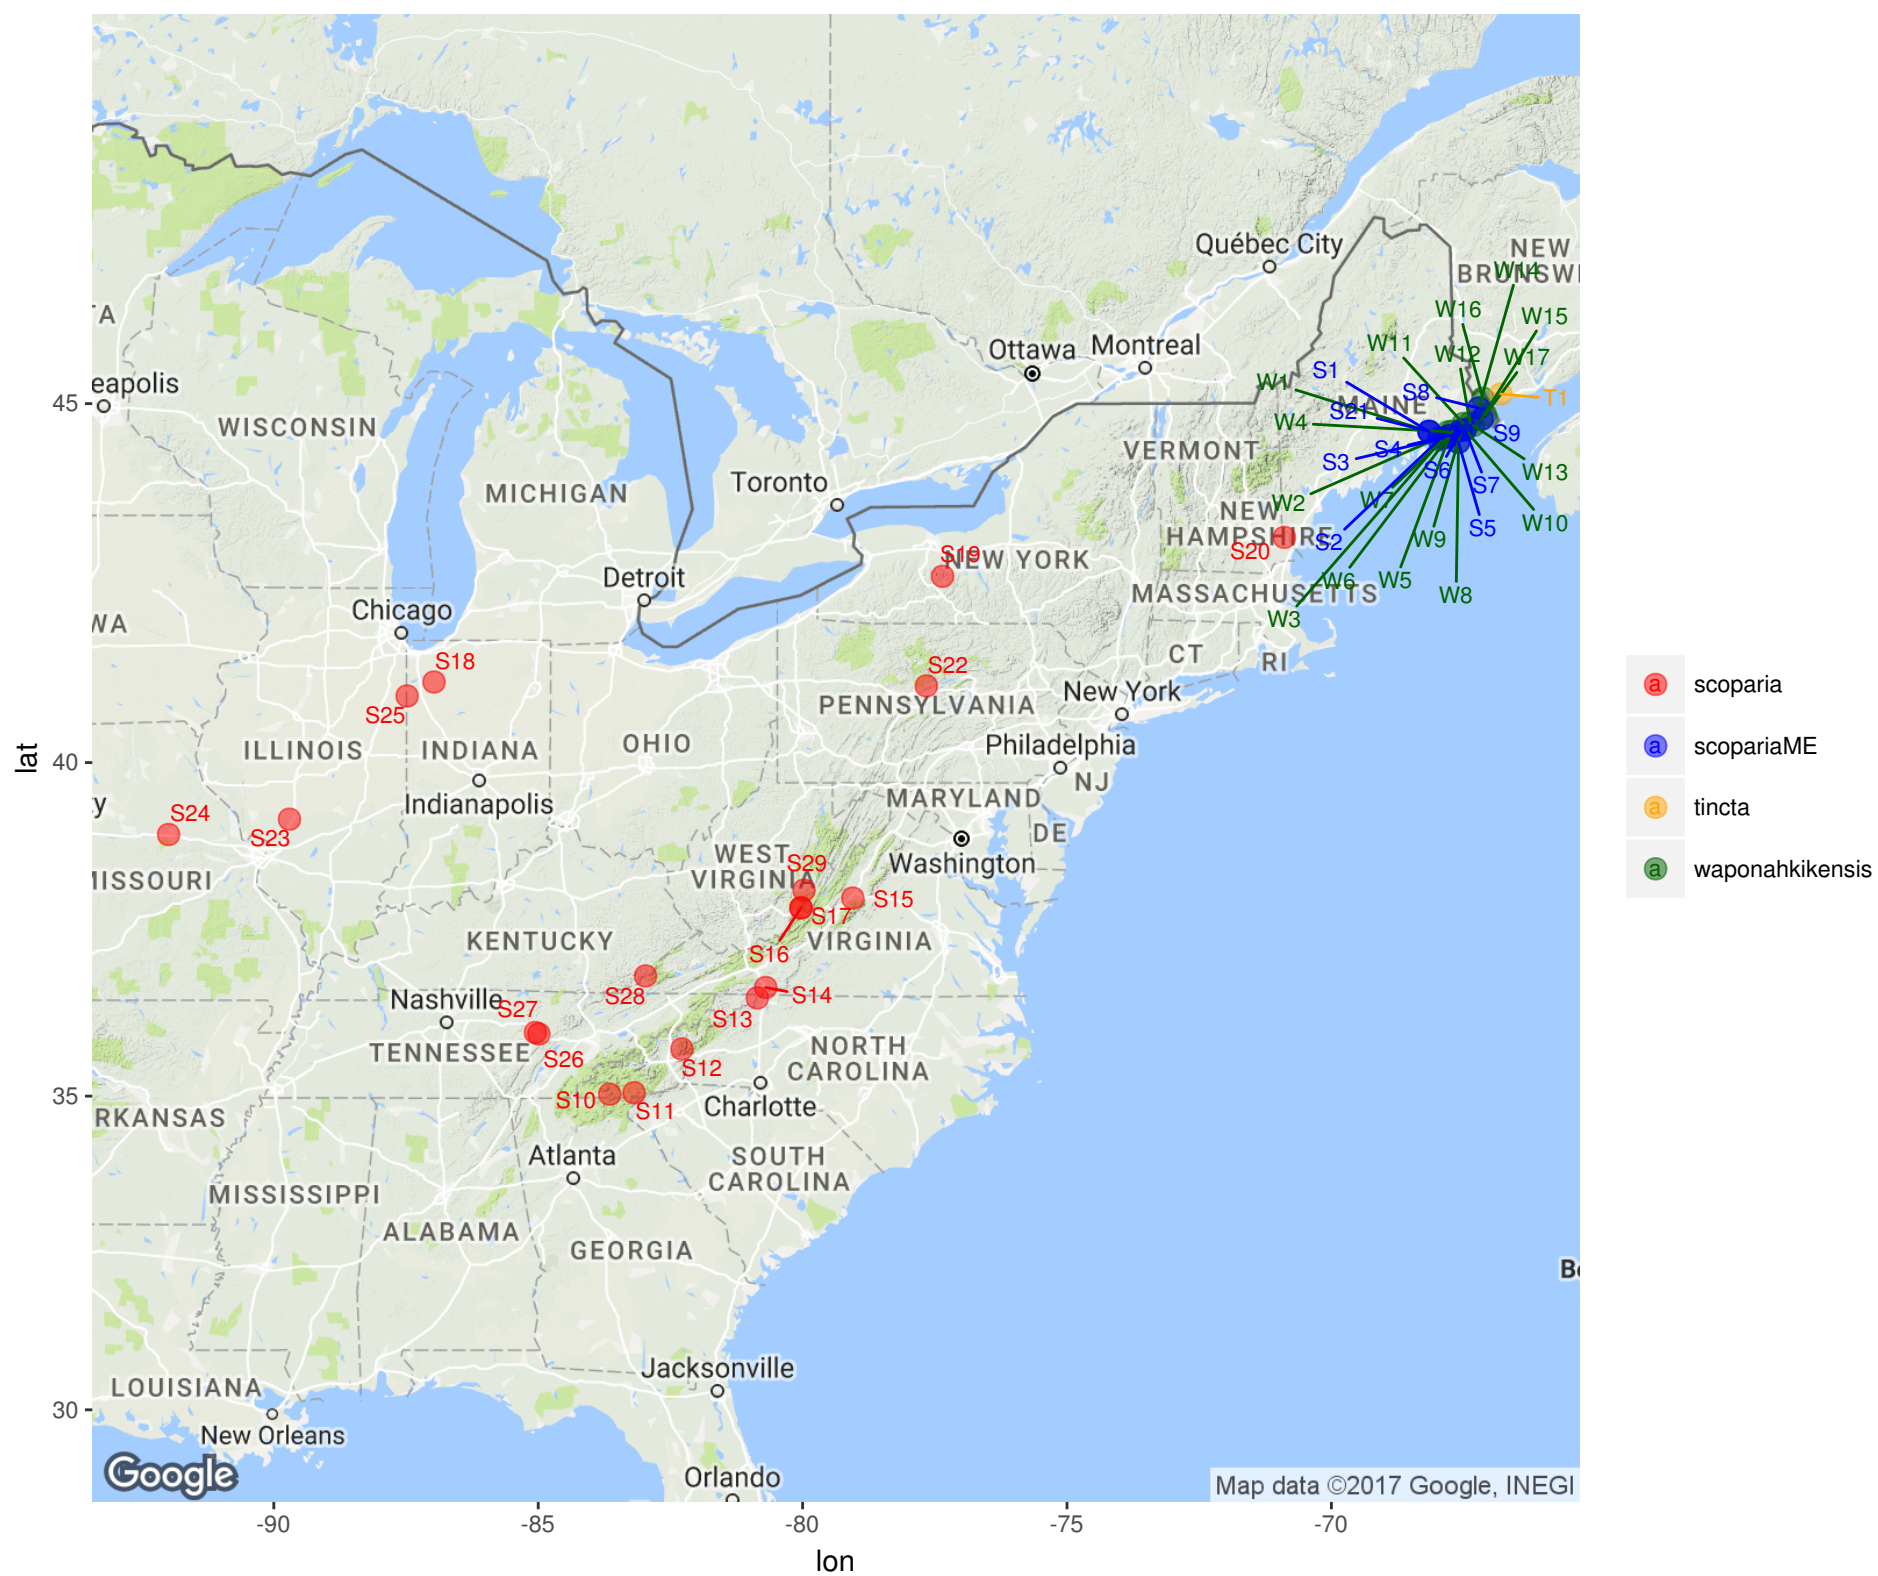 Québec City
NEW
BRUNSWI
W14
W16
W15
TA
W11
Ottawa
Montreal
W12
W17
S1
eapolis
W1
S8
T1
45
MAINE
S21
WISCONSIN
W4
S9
VERMONT
S4
S3
S6
W13
Toronto
MICHIGAN
S7
W2
W7
NEW
HAMPSHIRE
W10
S5
S2
W9
S20
S19
NEW YORK
Detroit
W6
W5
MASSACHUSETTS
W8
Chicago
W3
WA
CT
RI
S18
S22
New York
S25
PENNSYLVANIA
scoparia
a
lat
ILLINOIS
INDIANA
OHIO
Philadelphia
a
scopariaME
40
NJ
Indianapolis
MARYLAND
y
S24
a
tincta
S23
DE
WEST
VIRGINIA
S29
Washington
a
waponahkikensis
MISSOURI
S15
S17
KENTUCKY
VIRGINIA
S16
S28
S14
Nashville
S27
S13
TENNESSEE
S26
S12
NORTH
CAROLINA
35
S10
S11
Charlotte
RKANSAS
Atlanta
SOUTH
CAROLINA
MISSISSIPPI
ALABAMA
GEORGIA
Be
Jacksonville
LOUISIANA
30
New Orleans
Google
Orlando
Map data ©2017 Google, INEGI
-90
-85
-80
-75
-70
lon